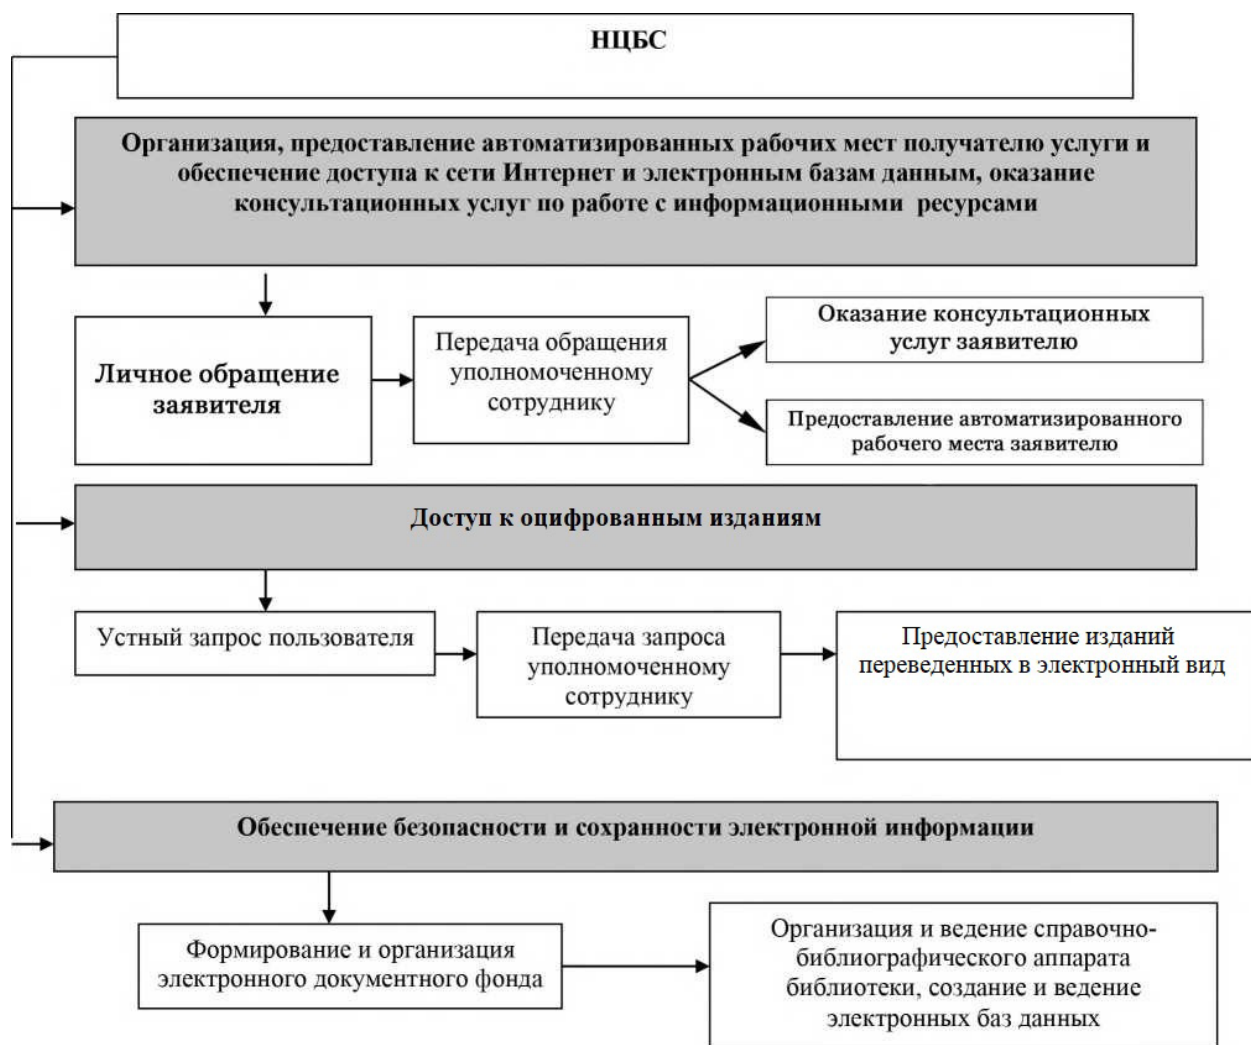 НЦБС
Организация, предоставление автоматизированных рабочих мест получателю услуги и
обеспечение доступа к сети Интернет и электронным базам данным, оказание
консультационных услуг по работе с информационными ресурсами
Личное обращение
заявителя
Передача обращения
уполномоченному
сотруднику
Оказание консультационных
услуг заявителю
Предоставление автоматизированного
рабочего места заявителю
Доступ к оцифрованным изданиям
Устный запрос пользователя
Передача запроса
уполномоченному
сотруднику
Предоставление изданий
переведенных в электронный вид
Обеспечение безопасности и сохранности электронной информации
Формирование и организация
электронного документного фонда
Организация и ведение справочно-
библиографического аппарата
библиотеки, создание и ведение
электронных баз данных